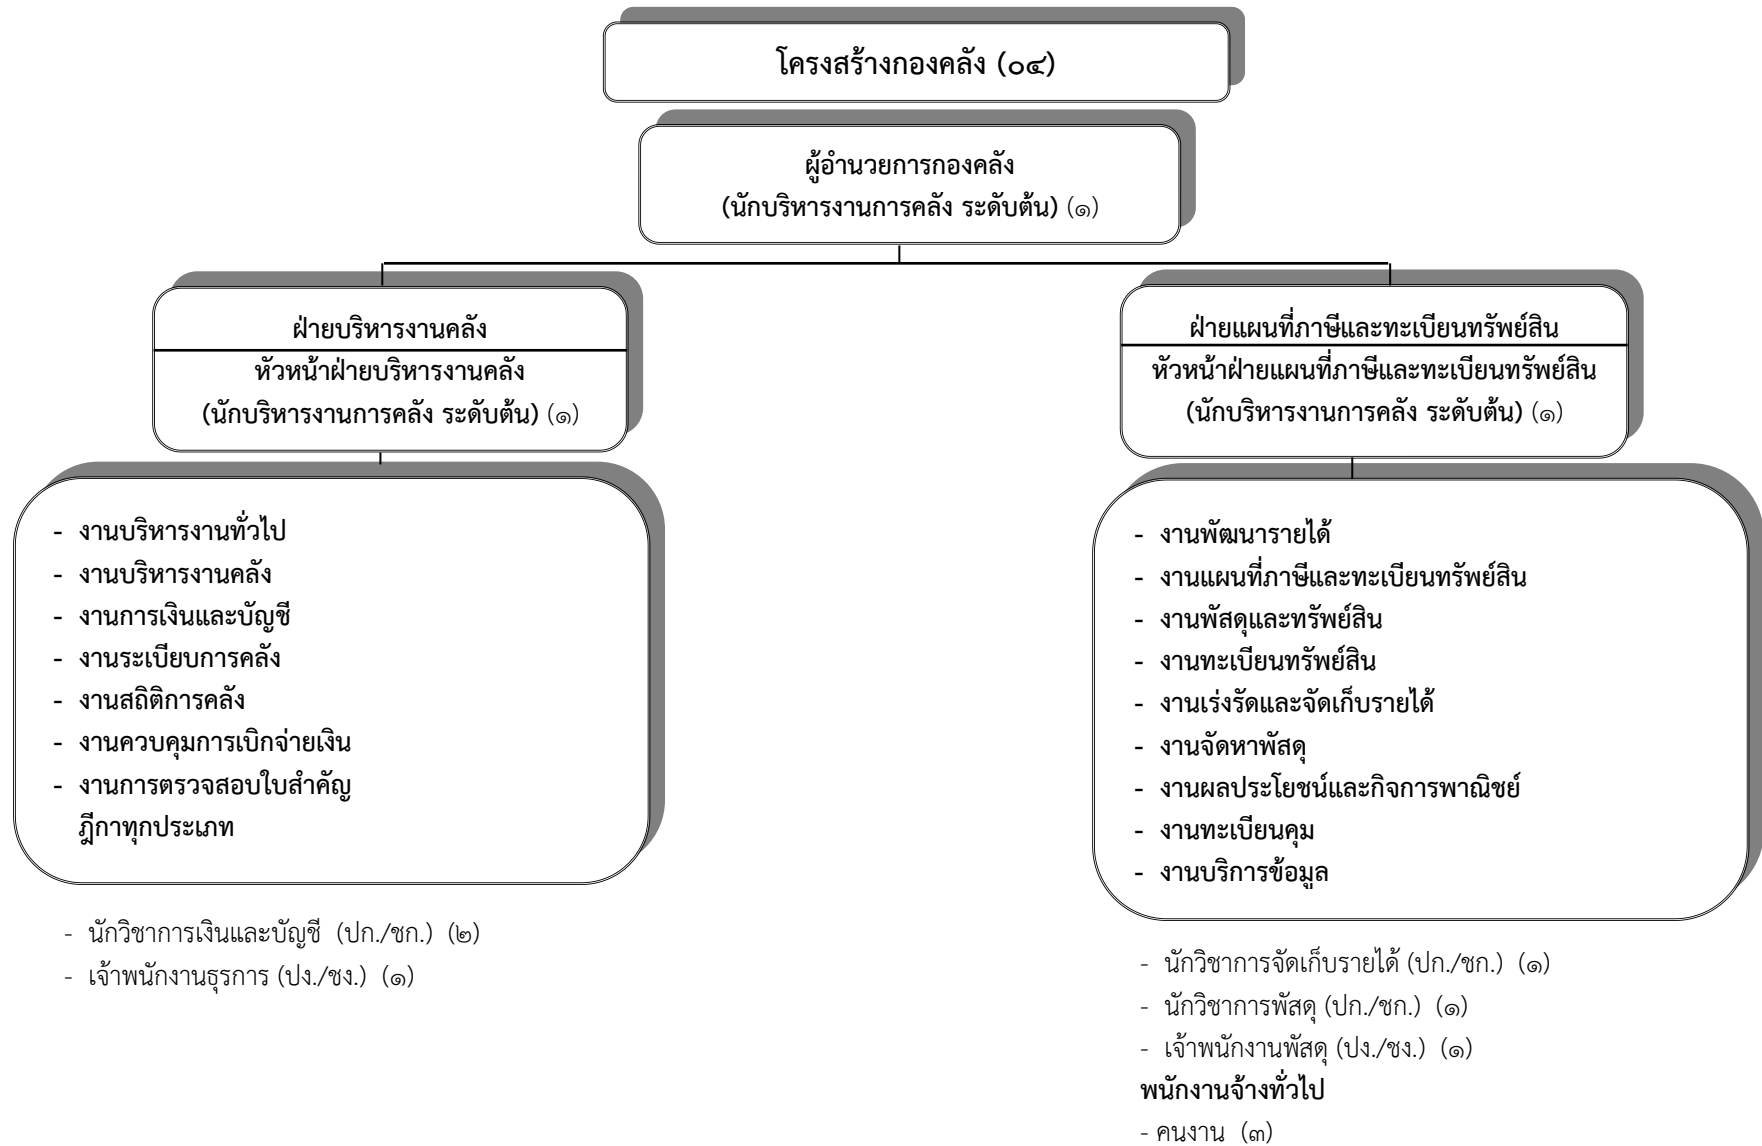 โครงสร้างกองคลัง (๐๔)
ผู้อำนวยการกองคลัง
(นักบริหารงานการคลัง ระดับต้น) (๑)
ฝ่ายบริหารงานคลัง
หัวหน้าฝ่ายบริหารงานคลัง
(นักบริหารงานการคลัง ระดับต้น) (๑)
- งานบริหารงานทั่วไป
- งานบริหารงานคลัง
- งานการเงินและบัญชี
- งานระเบียบการคลัง
- งานสถิติการคลัง
- งานควบคุมการเบิกจ่ายเงิน
- งานการตรวจสอบใบสำคัญ
ฎีกาทุกประเภท
- นักวิชาการเงินและบัญชี (ปก./ชก.) (๒)
- เจ้าพนักงานธุรการ (ปง./ชง.) (๑)
ฝ่ายแผนที่ภาษีและทะเบียนทรัพย์สิน
หัวหน้าฝ่ายแผนที่ภาษีและทะเบียนทรัพย์สิน
(นักบริหารงานการคลัง ระดับต้น) (๑)
- งานพัฒนารายได้
- งานแผนที่ภาษีและทะเบียนทรัพย์สิน
- งานพัสดุและทรัพย์สิน
- งานทะเบียนทรัพย์สิน
- งานเร่งรัดและจัดเก็บรายได้
- งานจัดหาพัสดุ
- งานผลประโยชน์และกิจการพาณิชย์
- งานทะเบียนคุม
- งานบริการข้อมูล
- นักวิชาการจัดเก็บรายได้ (ปก./ชก.) (๑)
- นักวิชาการพัสดุ (ปก./ชก.) (๑)
- เจ้าพนักงานพัสดุ (ปง./ชง.) (๑)
พนักงานจ้างทั่วไป
- คนงาน (๓)